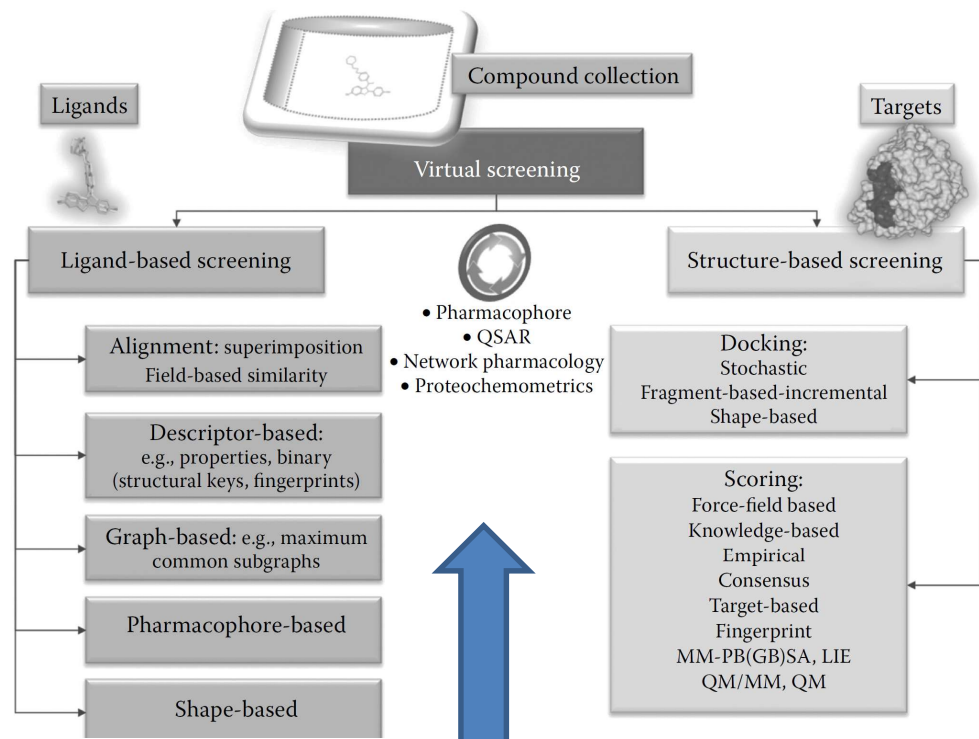 Compound collection
Ligands
Targets
Virtual screening
Ligand-based screening
Structure-based screening
• Pharmacophore
• QSAR
• Network pharmacology
• Proteochemometrics
Alignment: superimposition
Field-based similarity
Descriptor-based:
e.g., properties, binary
(structural keys, fingerprints)
Graph-based: e.g., maximum
common subgraphs
Pharmacophore-based
Shape-based
Docking:
Stochastic
Fragment-based-incremental
Shape-based
Scoring:
Force-field based
Knowledge-based
Empirical
Consensus
Target-based
Fingerprint
MM-PB(GB)SA, LIE
QM/MM, QM